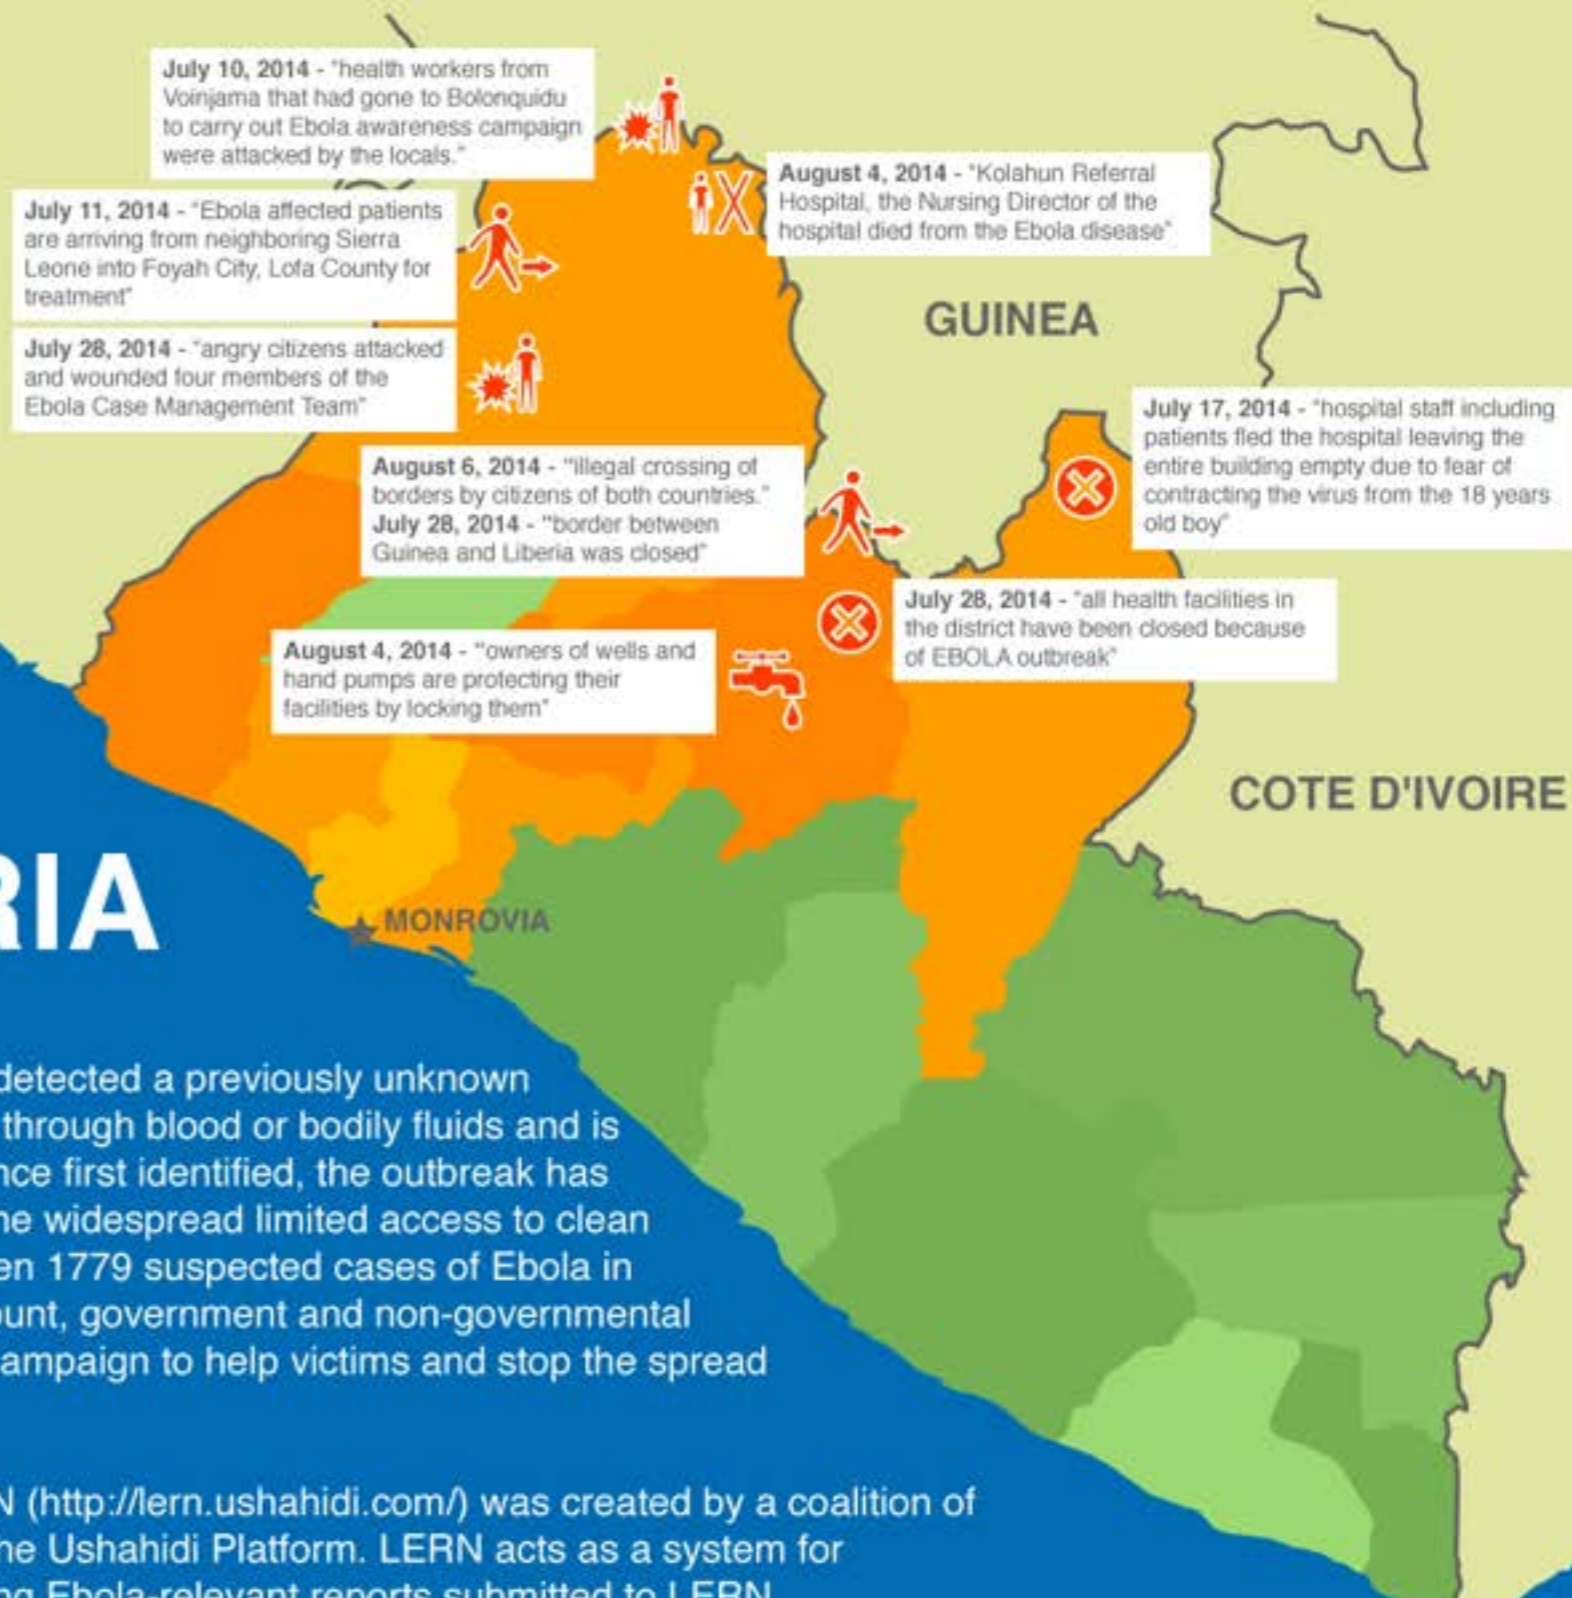 July 10, 2014 - "health workers from
Voinjama that had gone to Bolonquidu
to carry out Ebola awareness campaign
were attacked by the locals."
July 11, 2014 - "Ebola affected patients
are arriving from neighboring Sierra
Leone into Foyah City, Lofa County for
treatment"
July 28, 2014 - "angry citizens attacked
and wounded four members of the
Ebola Case Management Team"
August 4, 2014 - "Kolahun Referral
Hospital, the Nursing Director of the
hospital died from the Ebola disease"
GUINEA
July 17, 2014 - "hospital staff including
patients fled the hospital leaving the
entire building empty due to fear of
contracting the virus from the 18 years
old boy"
August 6, 2014 - "illegal crossing of
borders by citizens of both countries."
July 28, 2014 - "border between
Guinea and Liberia was closed"
July 28, 2014 - "all health facilities in
the district have been closed because
of EBOLA outbreak"
August 4, 2014 - "owners of wells and
hand pumps are protecting their
facilities by locking them"
COTE D'IVOIRE
RIA
MONROVIA
detected a previously unknown
through blood or bodily fluids and is
nce first identified, the outbreak has
he widespread limited access to clean
en 1779 suspected cases of Ebola in
ount, government and non-governmental
campaign to help victims and stop the spread
N (http://lern.ushahidi.com/) was created by a coalition of
he Ushahidi Platform. LERN acts as a system for
ng Ebola-relevant reports submitted to LERN